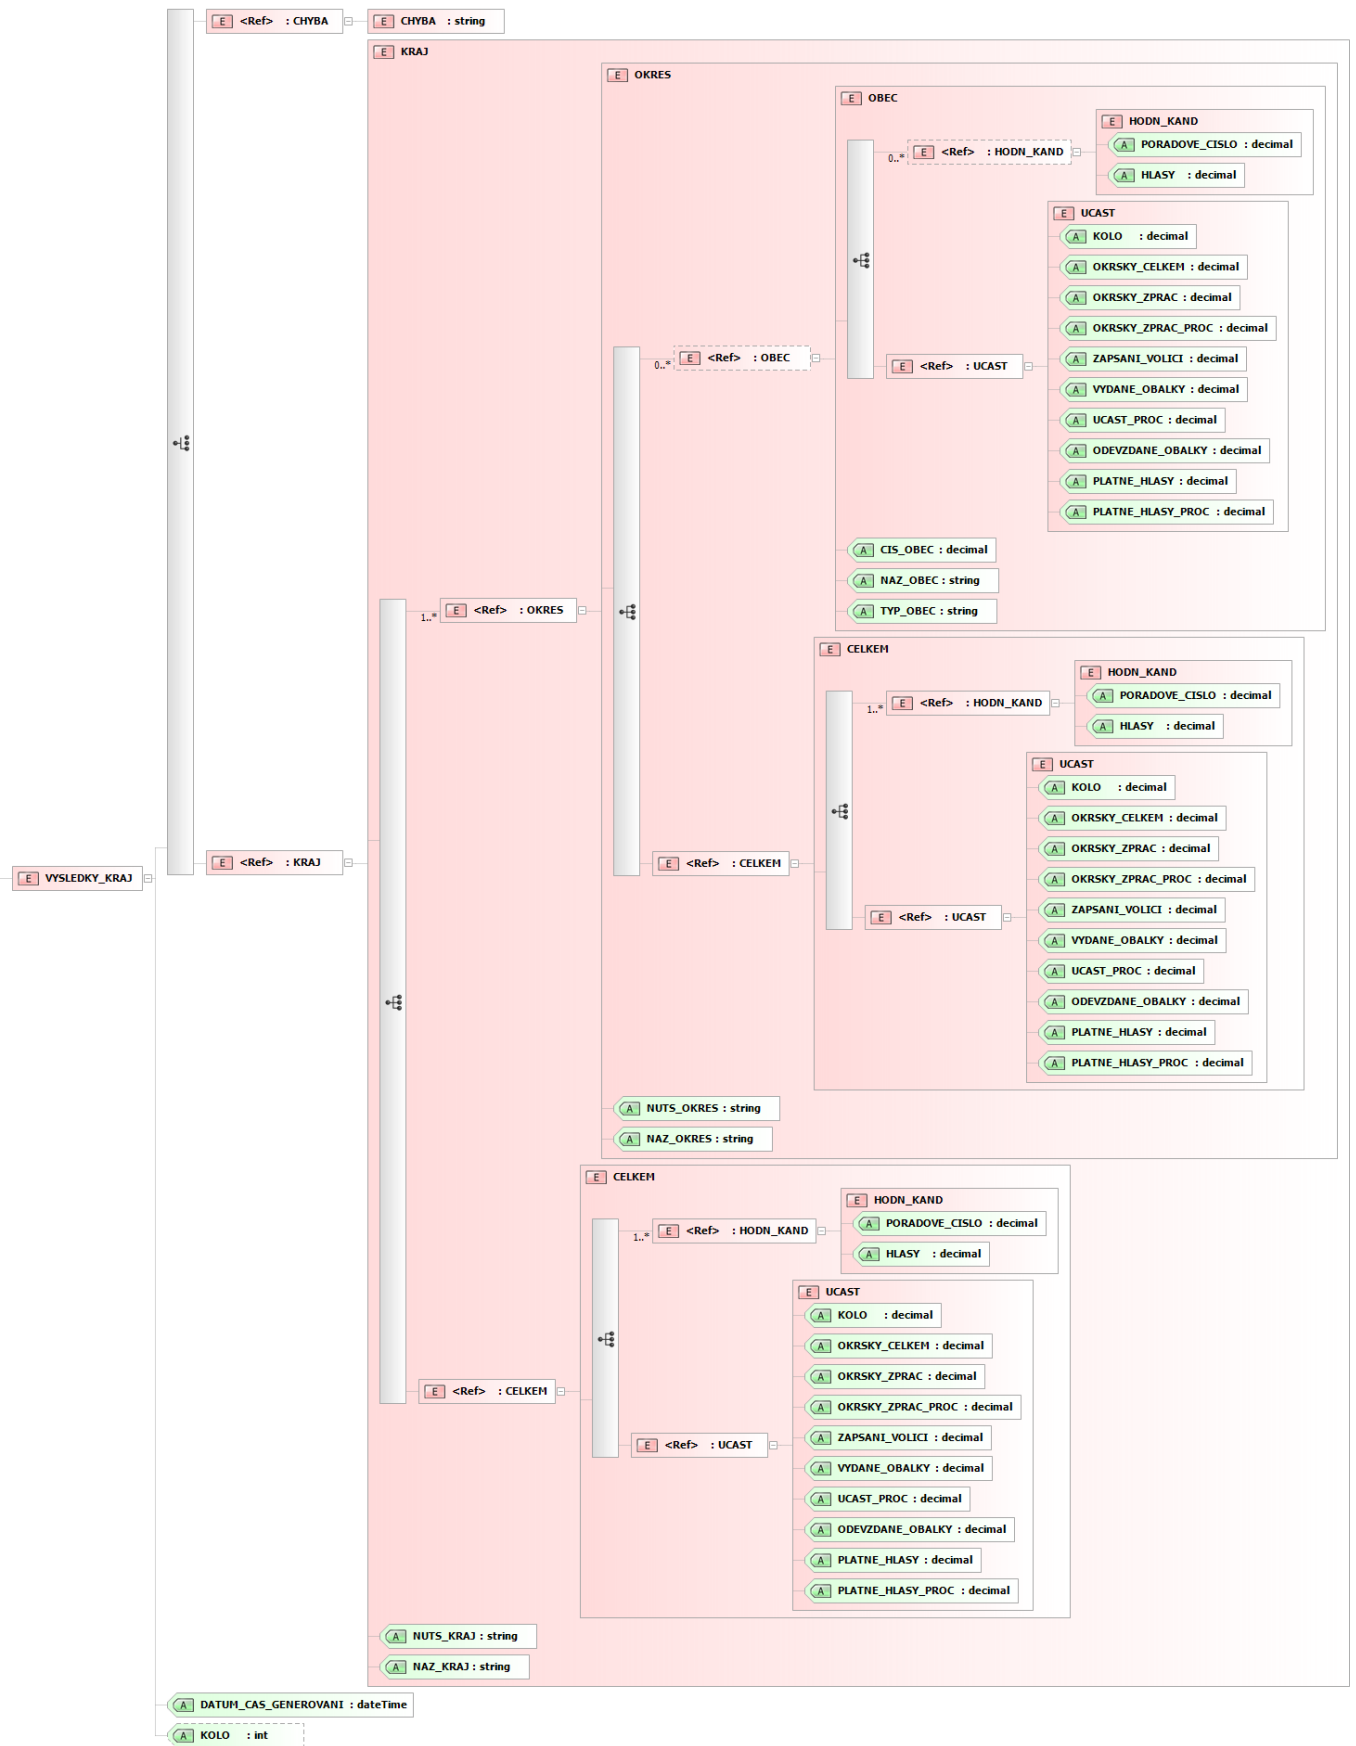 E <Ref> : CHYBA
E CHYBA : string
E KRAJ
E OKRES
E OBEC
E HODN_KAND
0..* E <Ref> : HODN_KAND
A PORADOVE_CISLO : decimal
A HLASY : decimal
E UCAST
A KOLO : decimal
A OKRSKY_CELKEM : decimal
A OKRSKY_ZPRAC : decimal
A OKRSKY_ZPRAC_PROC : decimal
0..* E <Ref> : OBEC
E <Ref> : UCAST
A ZAPSANI_VOLICI : decimal
A VYDANE_OBALKY : decimal
A UCAST_PROC : decimal
A ODEVZDANE_OBALKY : decimal
A PLATNE_HLASY : decimal
A PLATNE_HLASY_PROC : decimal
A CIS_OBEC : decimal
A NAZ_OBEC : string
1..* E <Ref> : OKRES
A TYP_OBEC : string
E CELKEM
E HODN_KAND
1..* E <Ref> : HODN_KAND
A PORADOVE_CISLO : decimal
A HLASY : decimal
E UCAST
A KOLO : decimal
A OKRSKY_CELKEM : decimal
A OKRSKY_ZPRAC : decimal
E <Ref> : KRAJ
E <Ref> : CELKEM
E VYSLEDKY_KRAJ
A OKRSKY_ZPRAC_PROC : decimal
A ZAPSANI_VOLICI : decimal
E <Ref> : UCAST
A VYDANE_OBALKY : decimal
A UCAST_PROC : decimal
A ODEVZDANE_OBALKY : decimal
A PLATNE_HLASY : decimal
A PLATNE_HLASY_PROC : decimal
A NUTS_OKRES : string
A NAZ_OKRES : string
E CELKEM
E HODN_KAND
1..* E <Ref> : HODN_KAND
A PORADOVE_CISLO : decimal
A HLASY : decimal
E UCAST
A KOLO : decimal
A OKRSKY_CELKEM : decimal
A OKRSKY_ZPRAC : decimal
E <Ref> : CELKEM
A OKRSKY_ZPRAC_PROC : decimal
A ZAPSANI_VOLICI : decimal
E <Ref> : UCAST
A VYDANE_OBALKY : decimal
A UCAST_PROC : decimal
A ODEVZDANE_OBALKY : decimal
A PLATNE_HLASY : decimal
A PLATNE_HLASY_PROC : decimal
A NUTS_KRAJ : string
A NAZ_KRAJ : string
A DATUM_CAS_GENEROVANI : dateTime
A KOLO : int